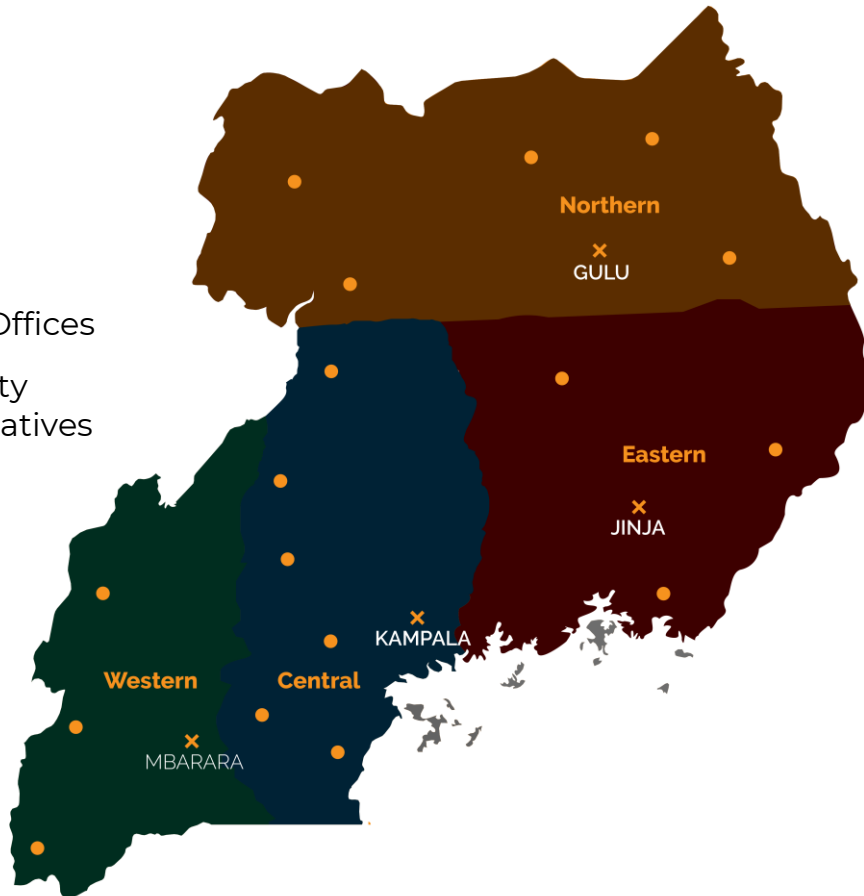 Northern
GULU
Offices
ty
atives
Eastern
JINJA
KAMPALA
Western
Central
MBARARA